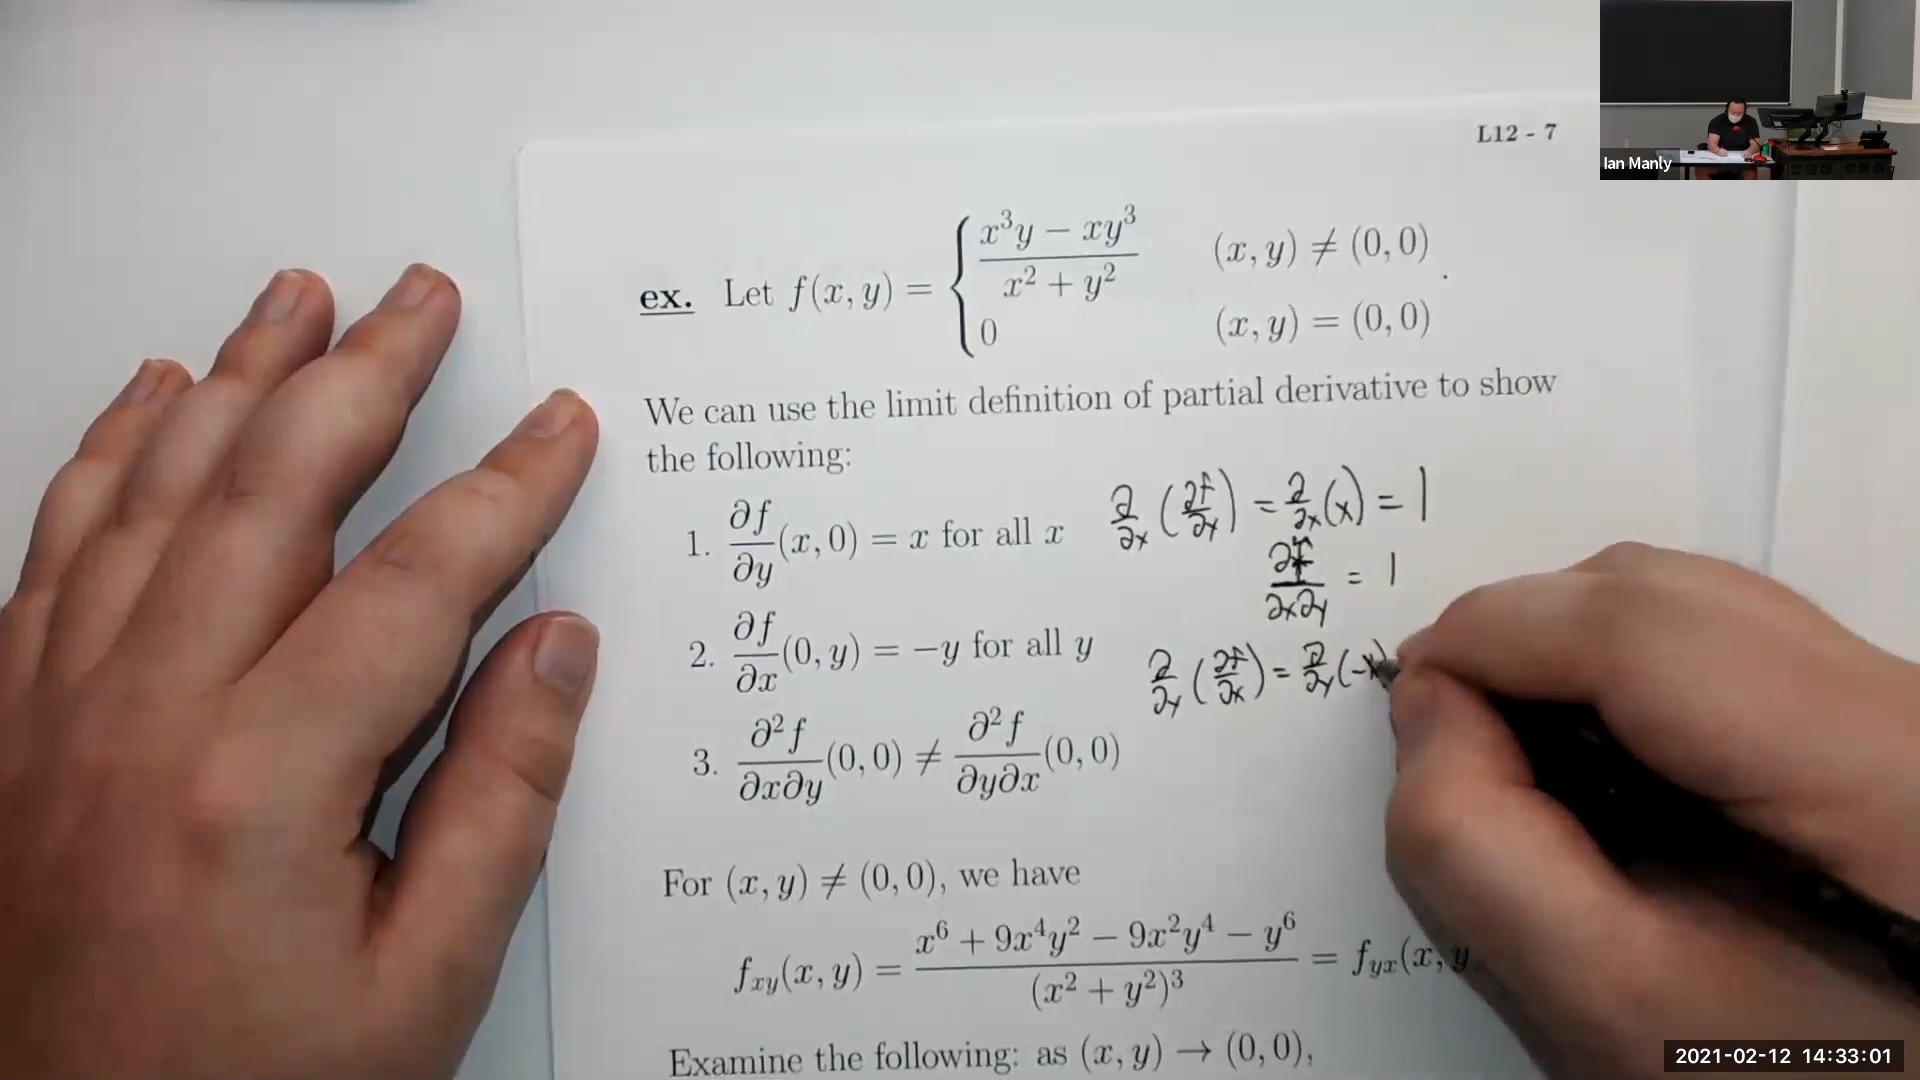 L12 - 7
Ian Manly
ex. Let f(x, y) = { (x³y − xy³)/(x² + y²)   (x, y) ≠ (0, 0)
0   (x, y) = (0, 0) .
We can use the limit definition of partial derivative to show
the following:
1. ∂f/∂y (x, 0) = x for all x   ∂/∂x (∂f/∂y) = ∂/∂x (x) = 1
∂²f/∂x∂y = 1
2. ∂f/∂x (0, y) = −y for all y   ∂/∂y (∂f/∂x) = ∂/∂y (-
3. ∂²f/∂x∂y (0, 0) ≠ ∂²f/∂y∂x (0, 0)
For (x, y) ≠ (0, 0), we have
fxy(x, y) = (x⁶ + 9x⁴y² − 9x²y⁴ − y⁶)/(x² + y²)³ = fyx(x, y
Examine the following: as (x, y) → (0, 0),
2021-02-12 14:33:01